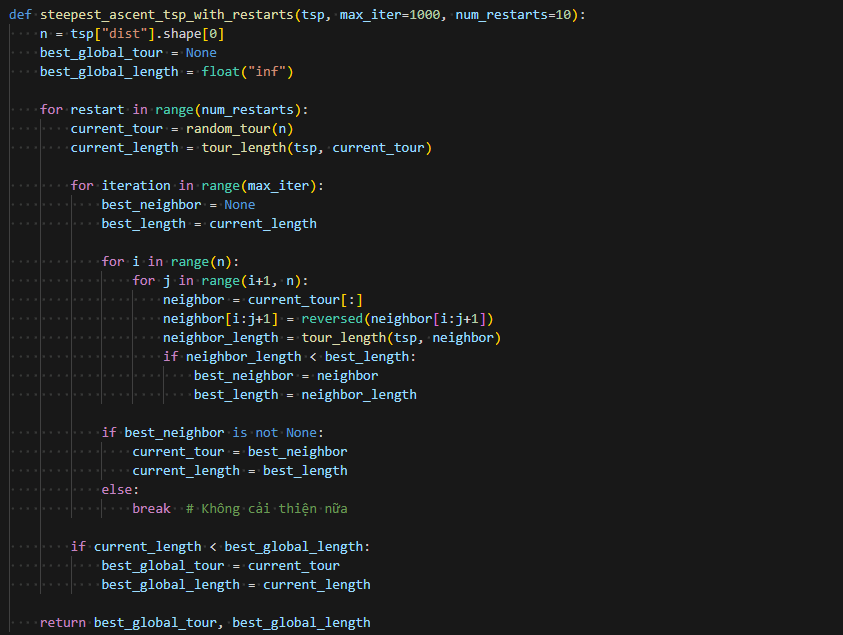 def steepest_ascent_tsp_with_restarts(tsp, max_iter=1000, num_restarts=10):
    n = tsp["dist"].shape[0]
    best_global_tour = None
    best_global_length = float("inf")

    for restart in range(num_restarts):
        current_tour = random_tour(n)
        current_length = tour_length(tsp, current_tour)

        for iteration in range(max_iter):
            best_neighbor = None
            best_length = current_length

            for i in range(n):
                for j in range(i+1, n):
                    neighbor = current_tour[:]
                    neighbor[i:j+1] = reversed(neighbor[i:j+1])
                    neighbor_length = tour_length(tsp, neighbor)
                    if neighbor_length < best_length:
                        best_neighbor = neighbor
                        best_length = neighbor_length

            if best_neighbor is not None:
                current_tour = best_neighbor
                current_length = best_length
            else:
                break  # Không cải thiện nữa

        if current_length < best_global_length:
            best_global_tour = current_tour
            best_global_length = current_length

    return best_global_tour, best_global_length